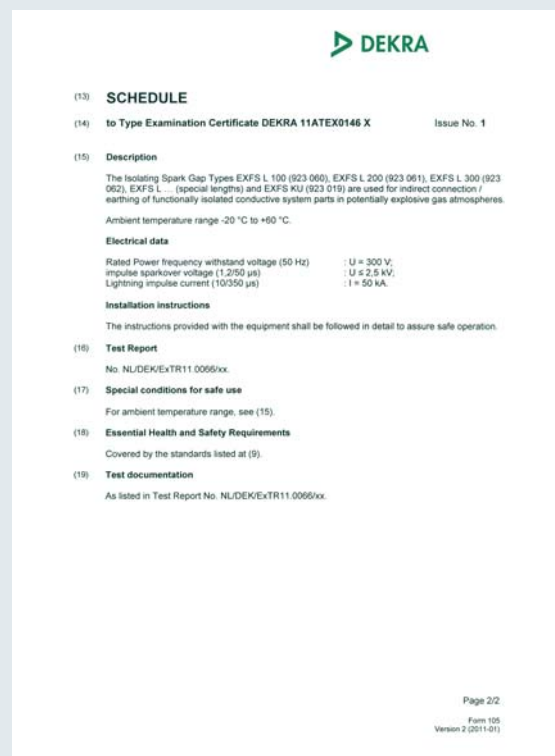 DEKRA
(13) SCHEDULE
(14) to Type Examination Certificate DEKRA 11ATEX0146 X Issue No. 1
(15) Description
The Isolating Spark Gap Types EXFS L 100 (923 060), EXFS L 200 (923 061), EXFS L 300 (923
062), EXFS L ... (special lengths) and EXFS KU (923 019) are used for indirect connection /
earthing of functionally isolated conductive system parts in potentially explosive gas atmospheres.
Ambient temperature range -20 °C to +60 °C.
Electrical data
Rated Power frequency withstand voltage (50 Hz) : U = 300 V;
impulse sparkover voltage (1,2/50 µs) : U ≤ 2,5 kV;
Lightning impulse current (10/350 µs) : I = 50 kA.
Installation instructions
The instructions provided with the equipment shall be followed in detail to assure safe operation.
(16) Test Report
No. NL/DEK/ExTR11.0066/xx.
(17) Special conditions for safe use
For ambient temperature range, see (15).
(18) Essential Health and Safety Requirements
Covered by the standards listed at (9).
(19) Test documentation
As listed in Test Report No. NL/DEK/ExTR11.0066/xx.
Page 2/2
Form 105
Version 2 (2011-01)